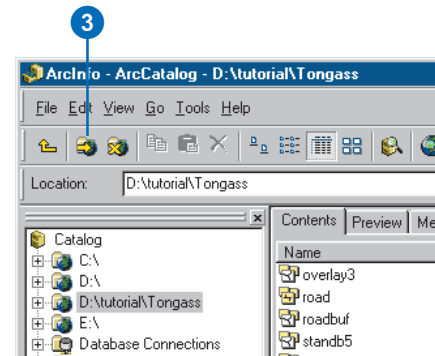 3
ArcInfo - ArcCatalog - D:\tutorial\Tongass
File Edit View Go Tools Help
Location: D:\tutorial\Tongass
Contents Preview Me
Catalog
Name
C:\
overlay3
D:\
road
D:\tutorial\Tongass
roadbuf
E:\
standb5
Database Connections